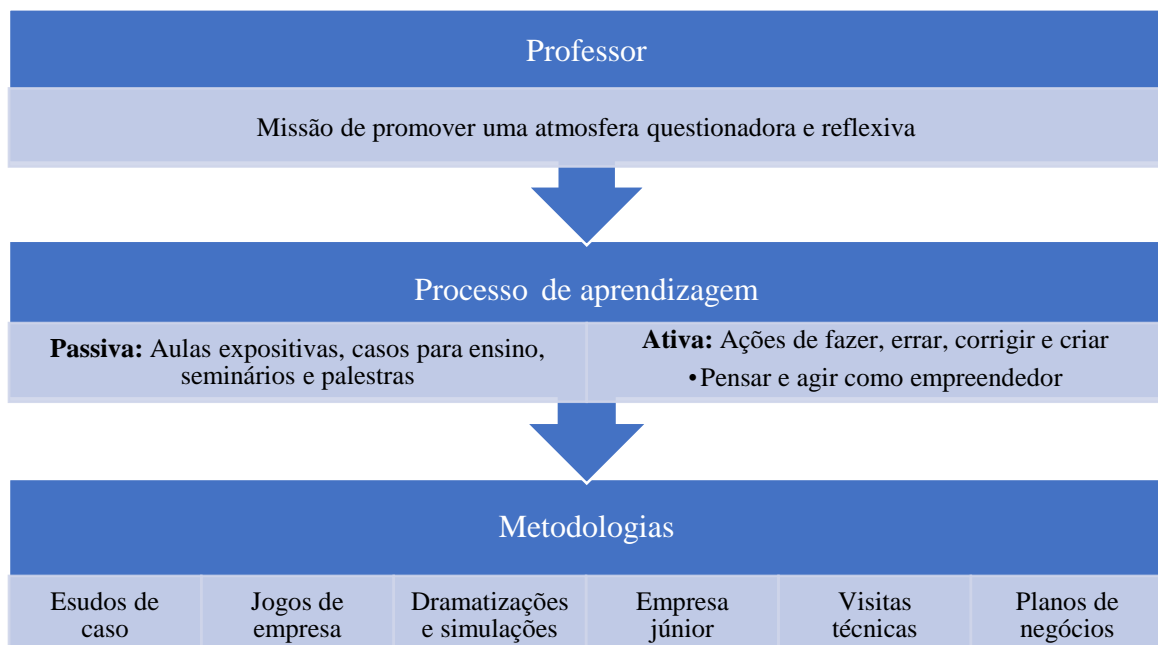 Professor
Missão de promover uma atmosfera questionadora e reflexiva
Processo de aprendizagem
Passiva: Aulas expositivas, casos para ensino,
seminários e palestras
Ativa: Ações de fazer, errar, corrigir e criar
•Pensar e agir como empreendedor
Metodologias
Esudos de
caso
Jogos de
empresa
Dramatizações
e simulações
Empresa
júnior
Visitas
técnicas
Planos de
negócios